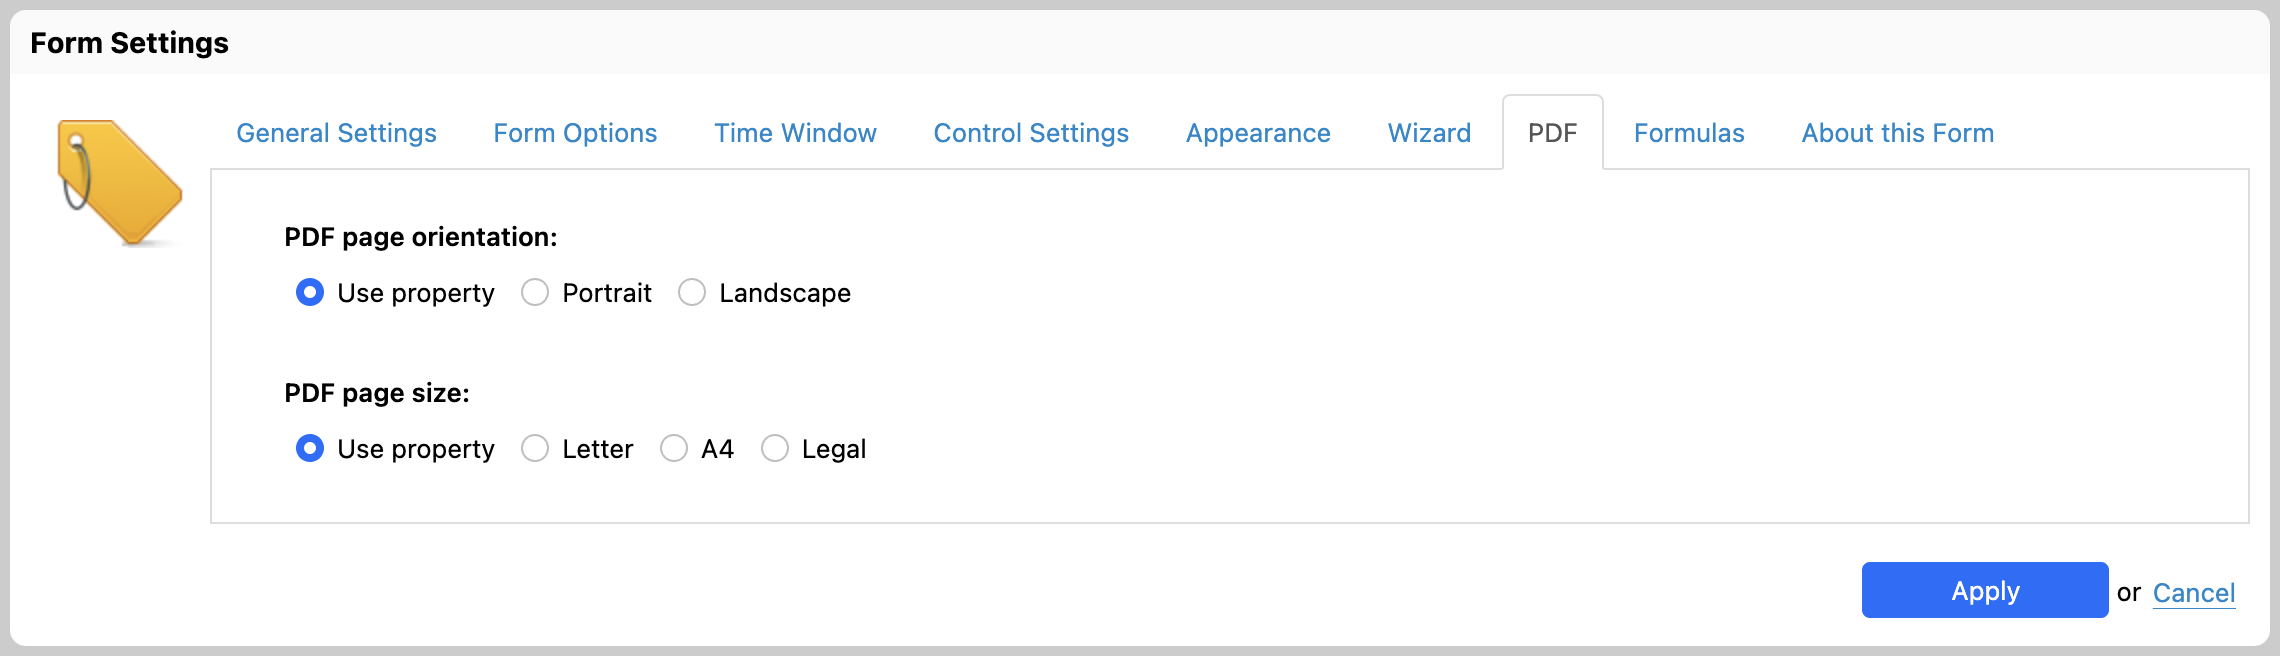 Form Settings
General Settings Form Options Time Window Control Settings Appearance Wizard PDF Formulas About this Form
PDF page orientation:
Use property Portrait Landscape
PDF page size:
Use property Letter A4 Legal
Apply or Cancel